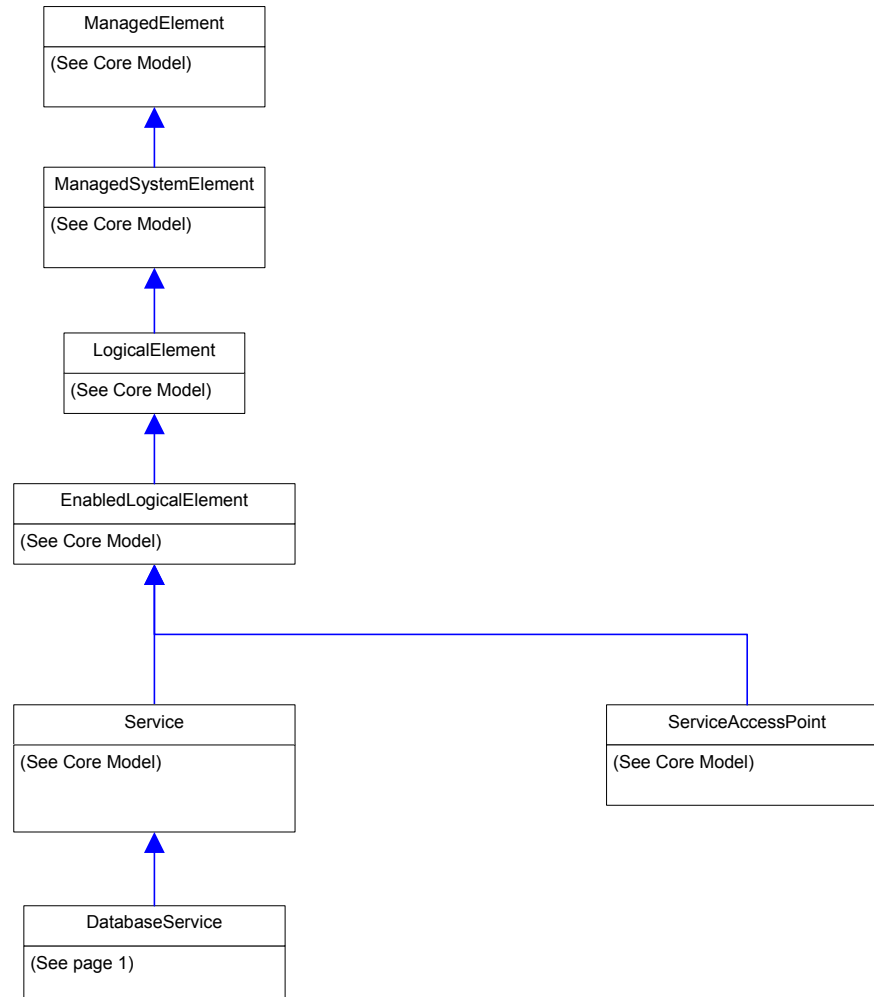 ManagedElement
(See Core Model)
ManagedSystemElement
(See Core Model)
LogicalElement
(See Core Model)
EnabledLogicalElement
(See Core Model)
Service
(See Core Model)
ServiceAccessPoint
(See Core Model)
DatabaseService
(See page 1)